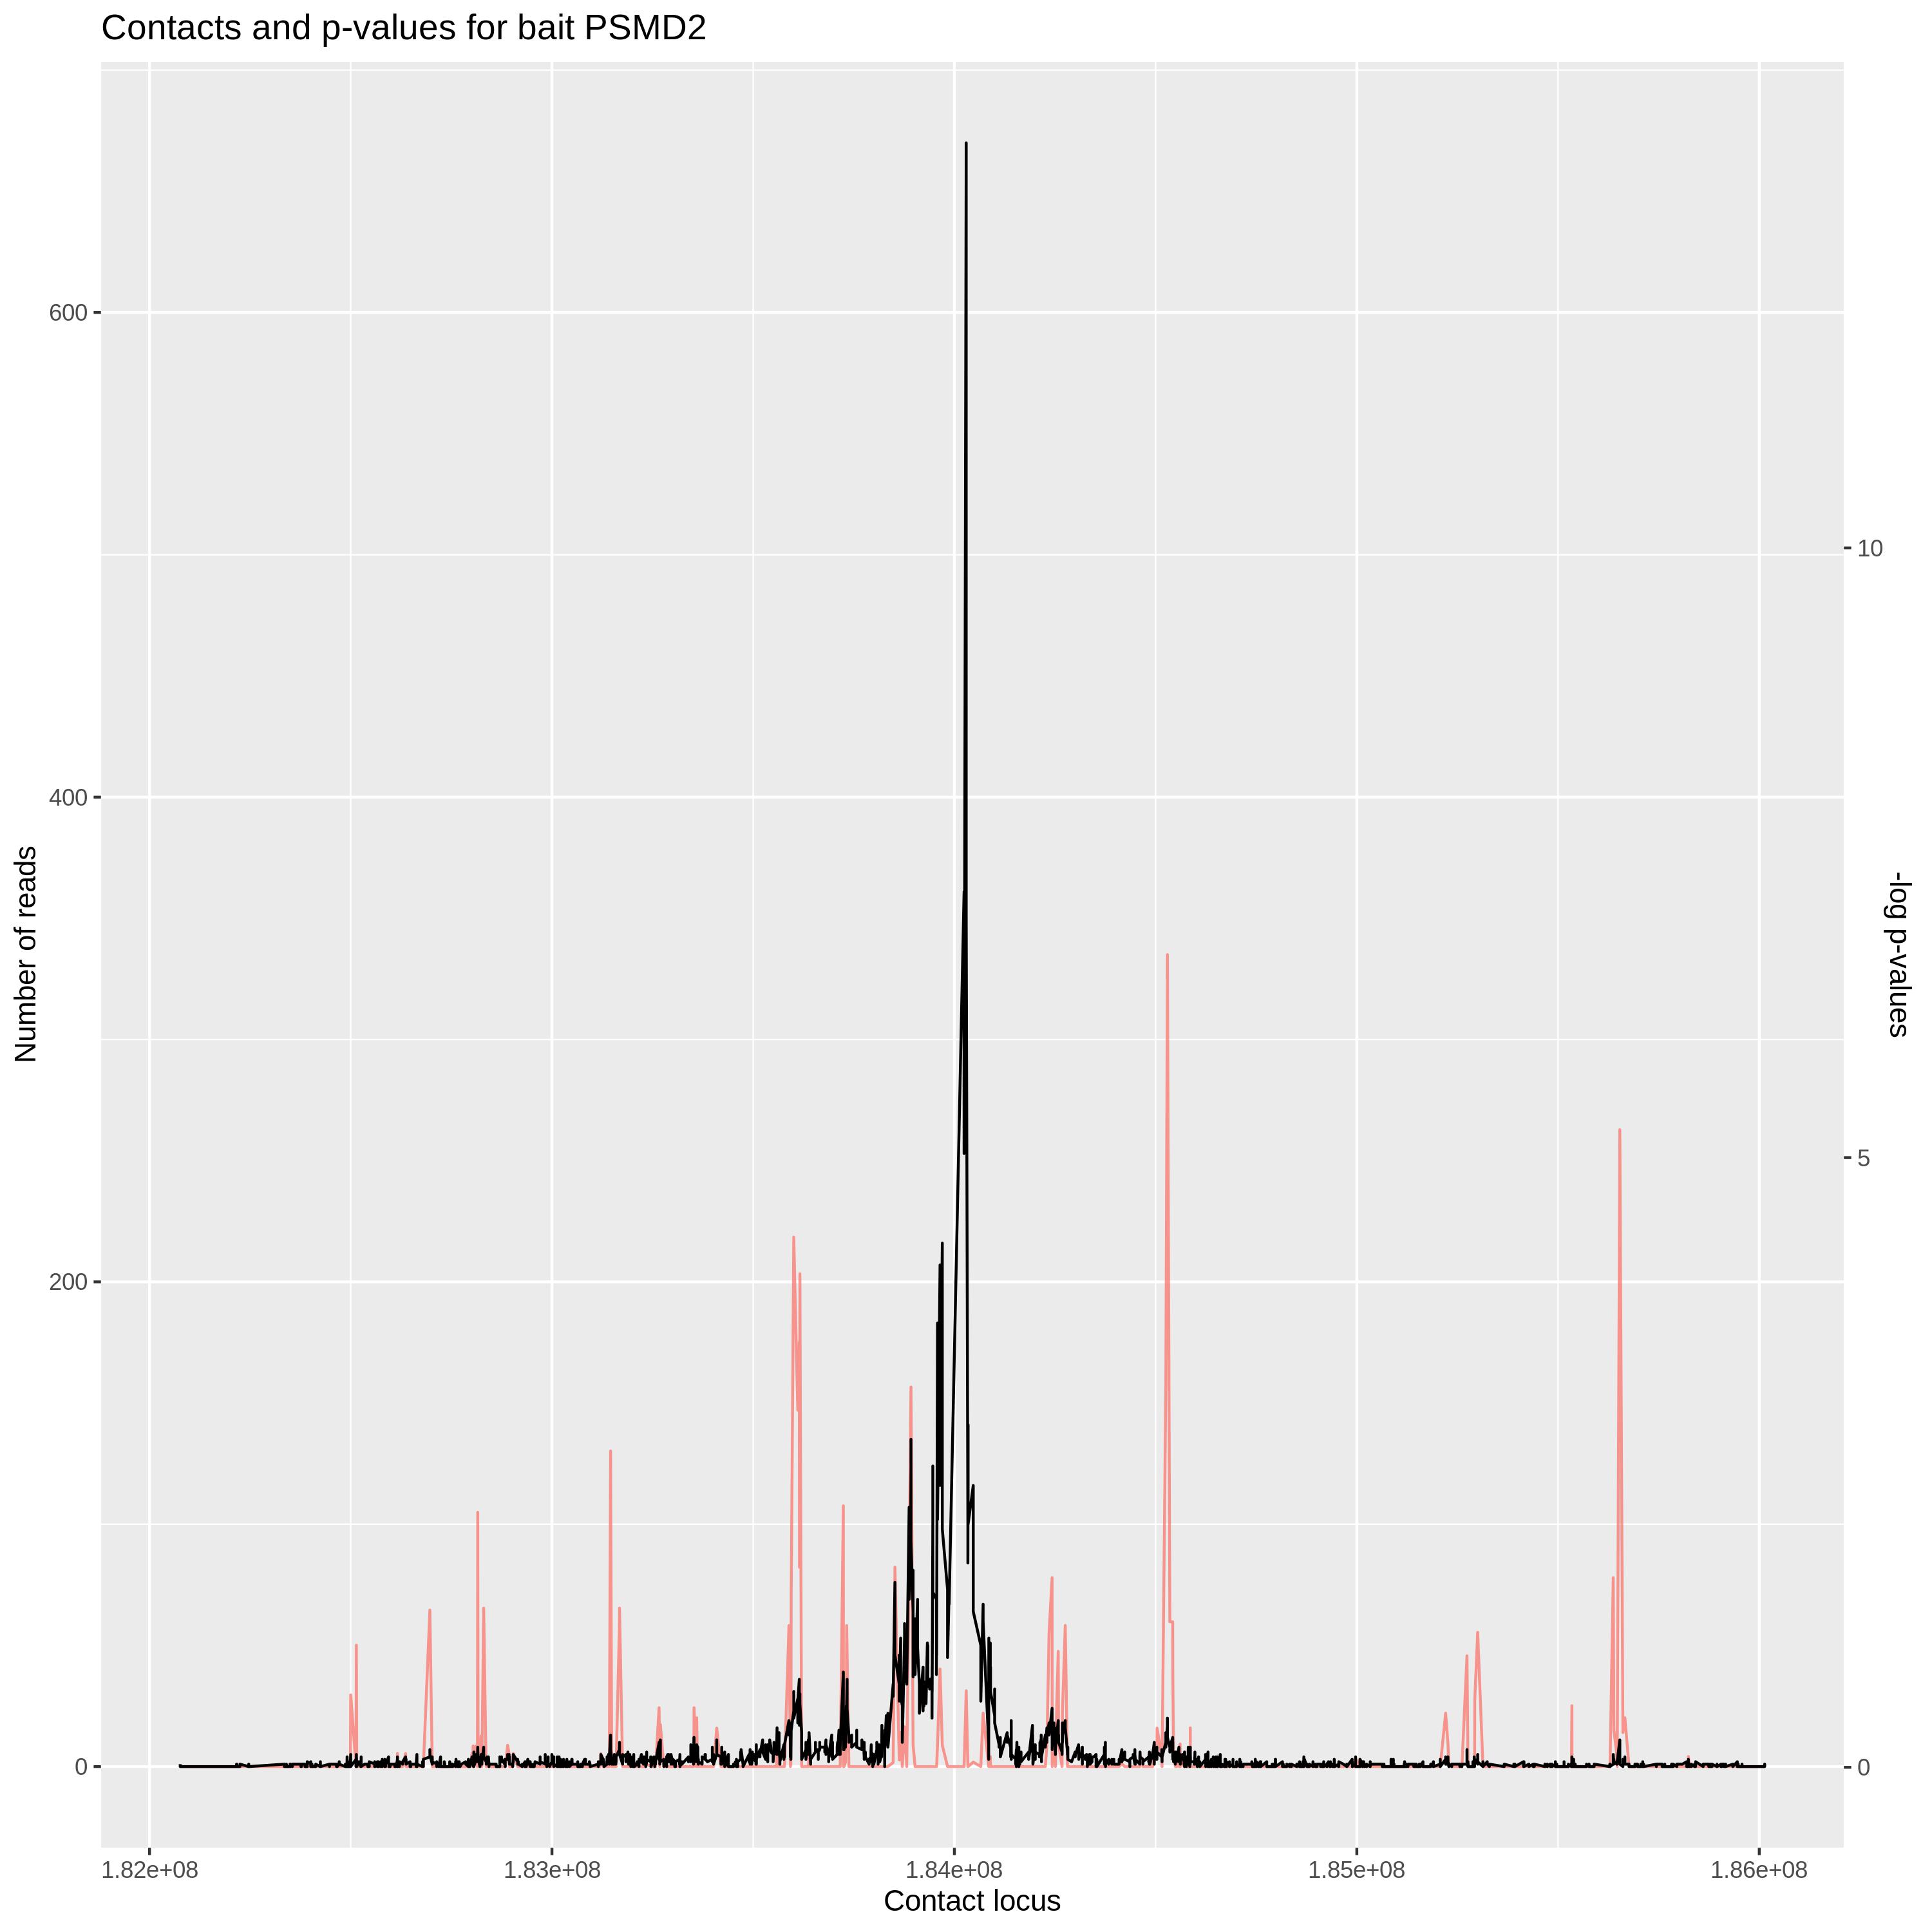 Contacts and p-values for bait PSMD2
Number of reads
600
400
200
0
10
5
0
-log p-values
1.82e+08
1.83e+08
1.84e+08
1.85e+08
1.86e+08
Contact locus